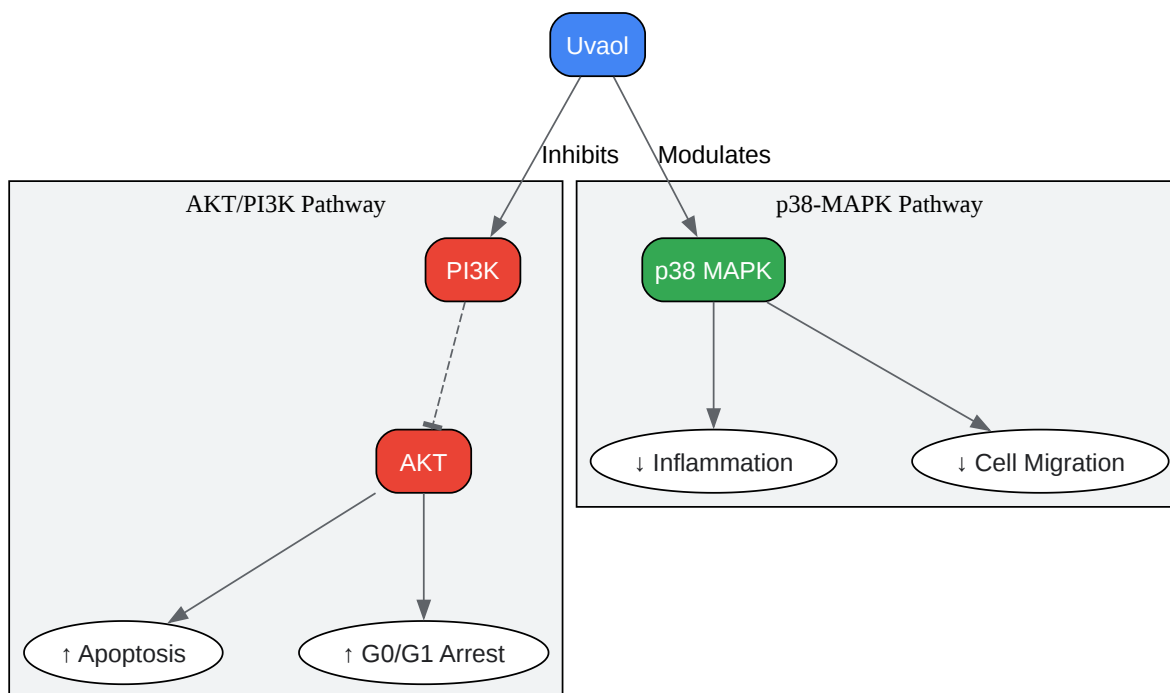 Uvaol
Inhibits
Modulates
AKT/PI3K Pathway
p38-MAPK Pathway
PI3K
p38 MAPK
AKT
↓ Inflammation
↓ Cell Migration
↑ Apoptosis
↑ G0/G1 Arrest